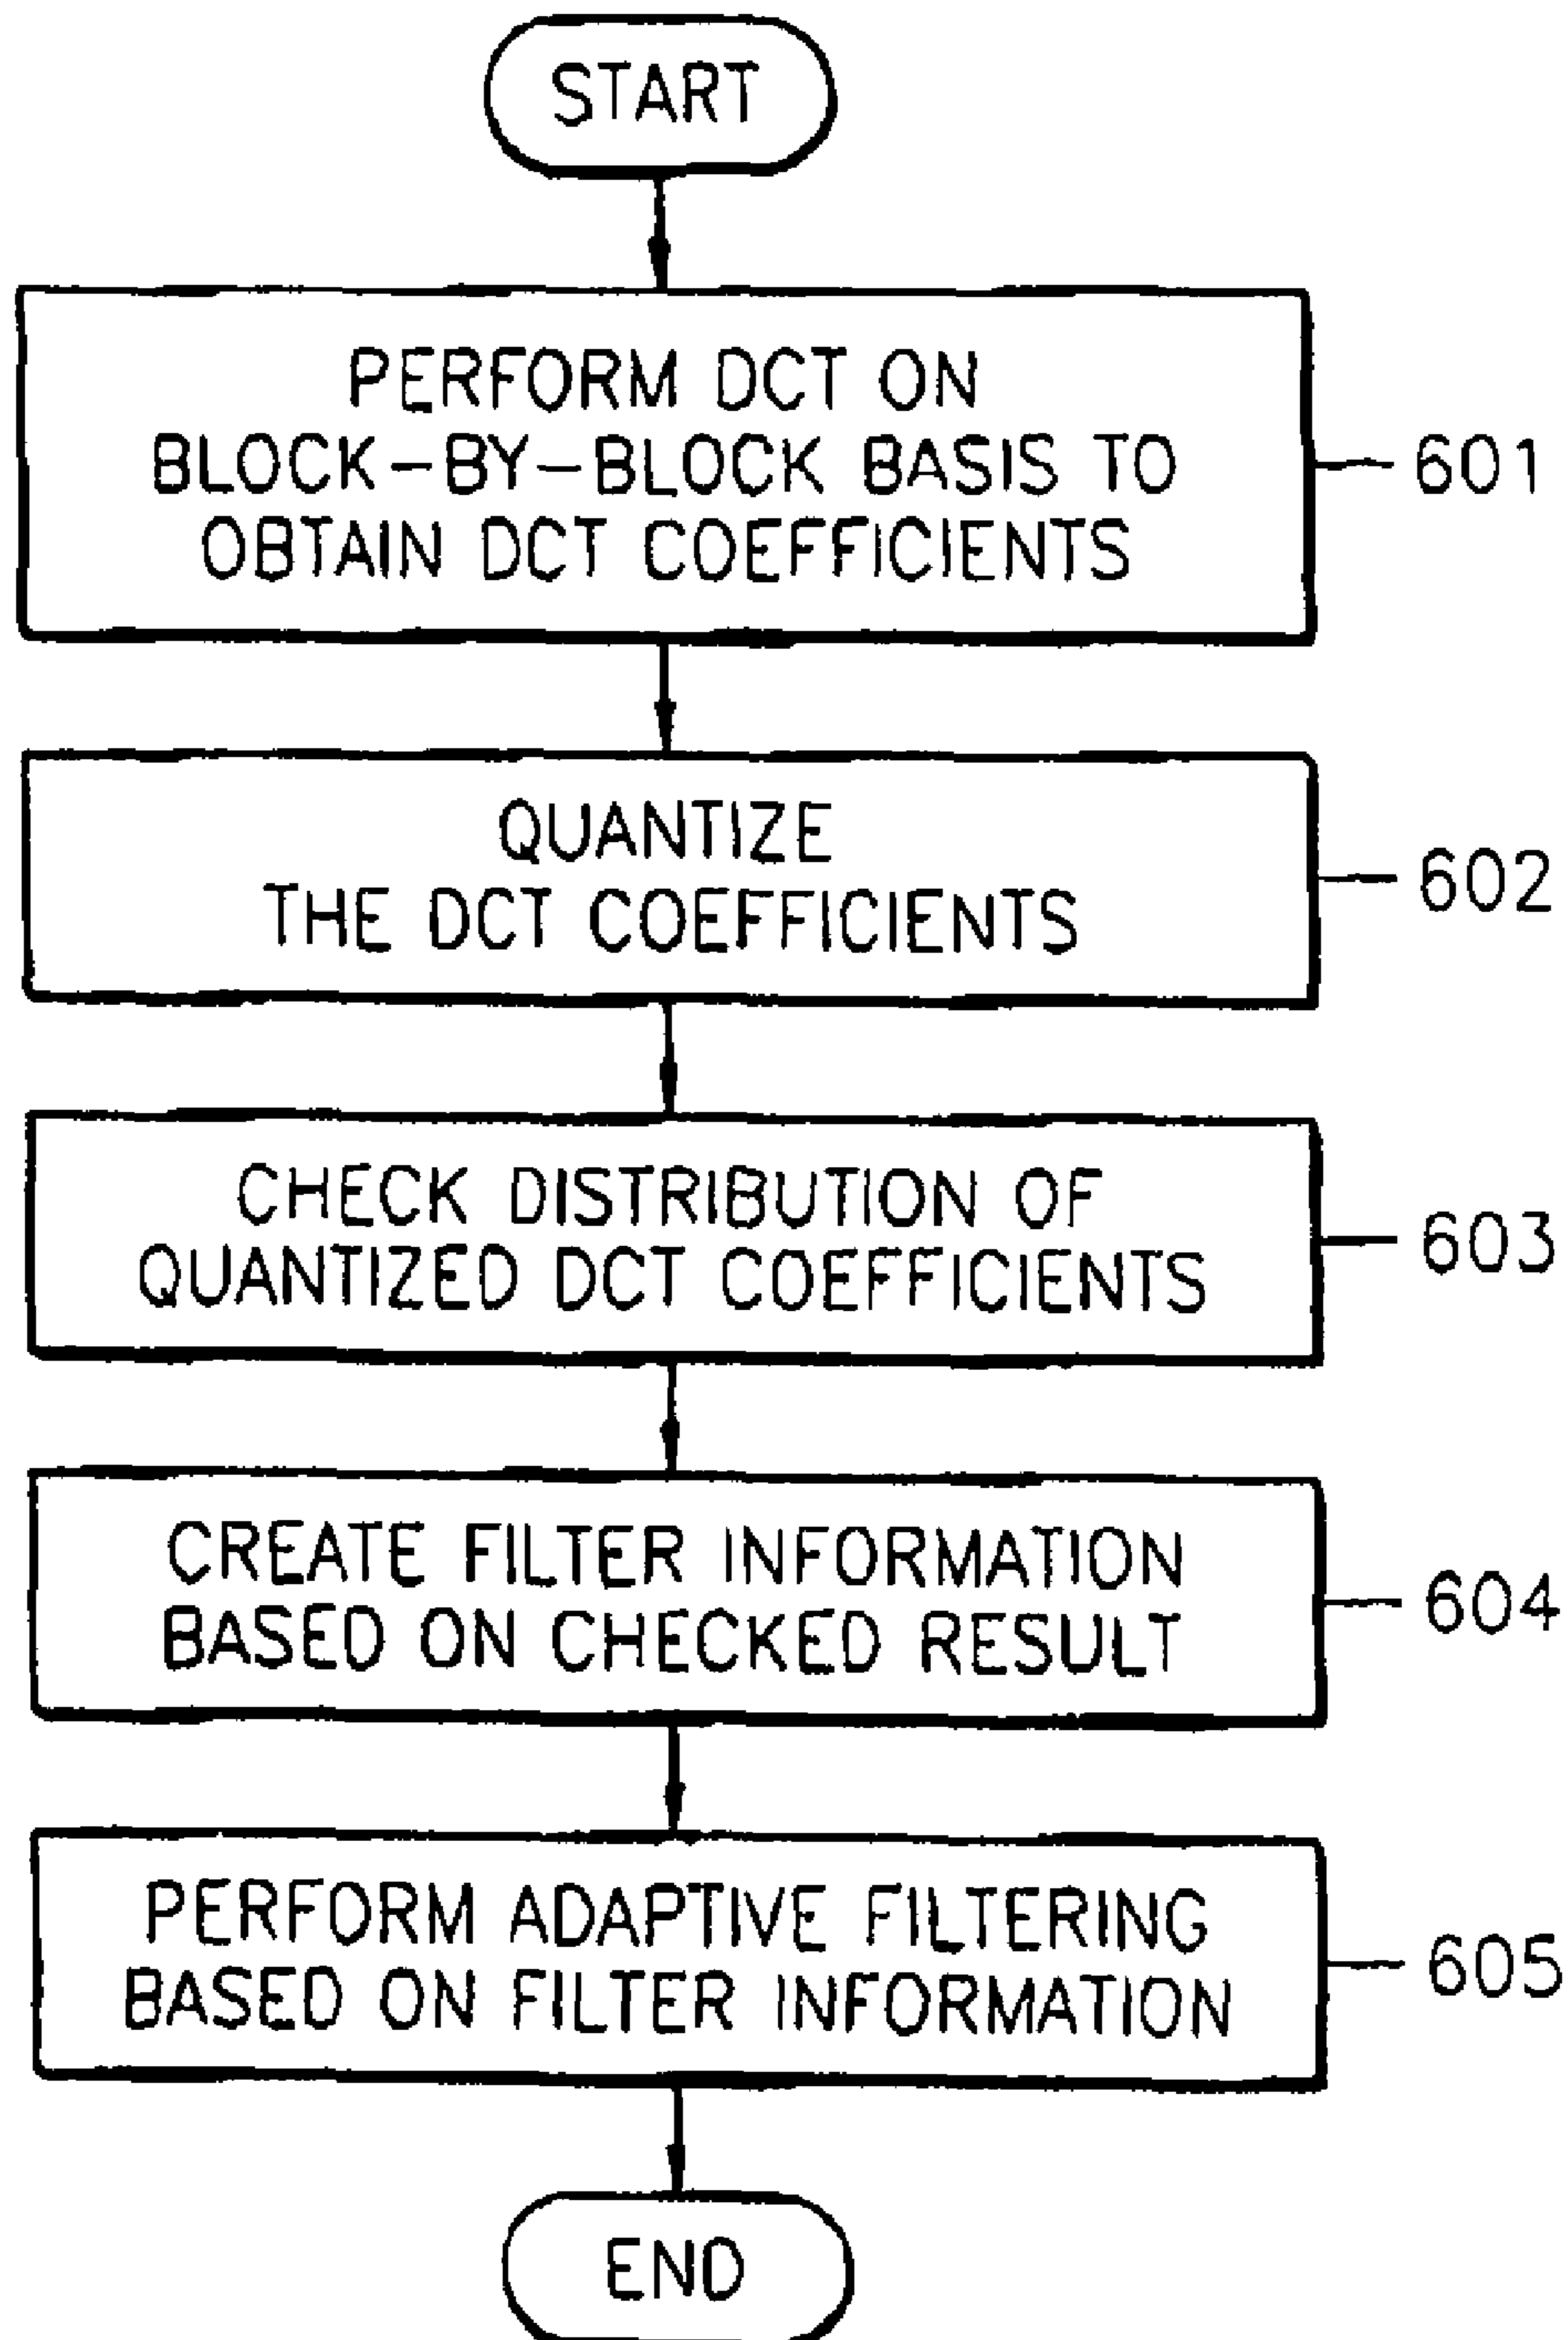 START
PERFORM DCT ON
BLOCK-BY-BLOCK BASIS TO
OBTAIN DCT COEFFICIENTS
601
QUANTIZE
THE DCT COEFFICIENTS
602
CHECK DISTRIBUTION OF
QUANTIZED DCT COEFFICIENTS
603
CREATE FILTER INFORMATION
BASED ON CHECKED RESULT
604
PERFORM ADAPTIVE FILTERING
BASED ON FILTER INFORMATION
605
END